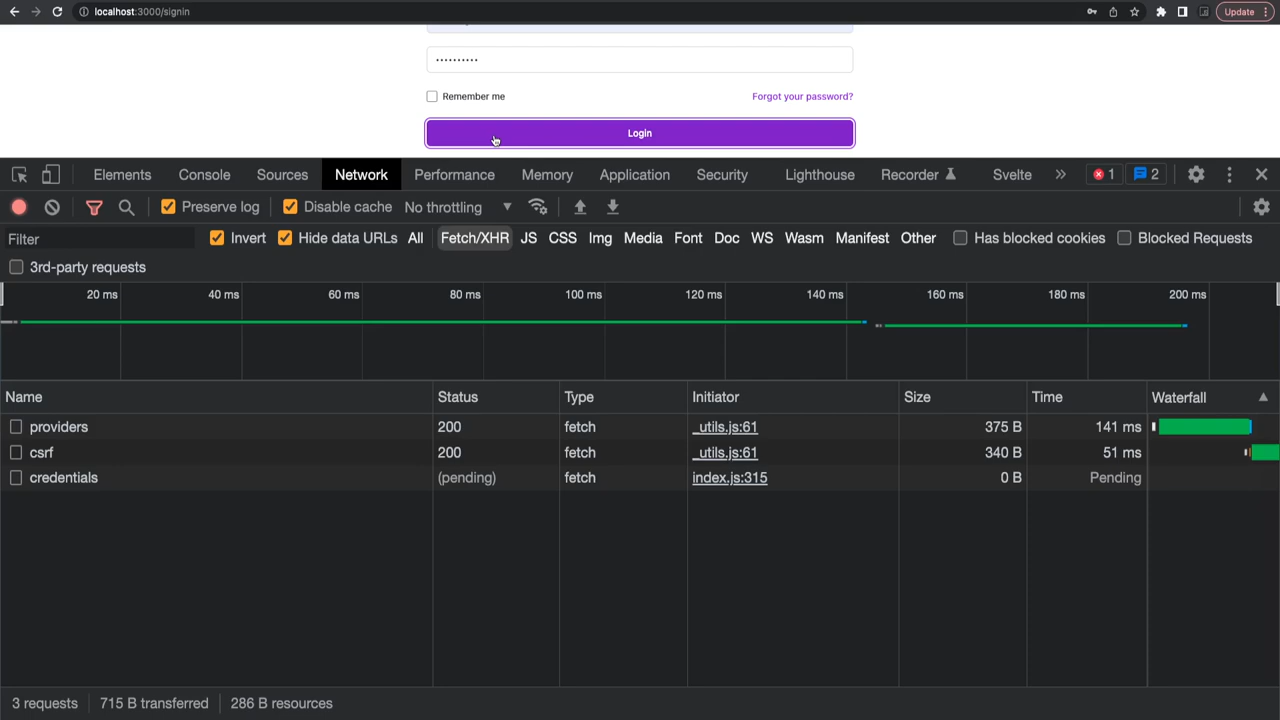 localhost:3000/signin
Update
••••••••••
Remember me
Forgot your password?
Login
Elements Console Sources Network Performance Memory Application Security Lighthouse Recorder Svelte » 1 2
Preserve log Disable cache No throttling
Filter Invert Hide data URLs All Fetch/XHR JS CSS Img Media Font Doc WS Wasm Manifest Other Has blocked cookies Blocked Requests
3rd-party requests
20 ms 40 ms 60 ms 80 ms 100 ms 120 ms 140 ms 160 ms 180 ms 200 ms
Name Status Type Initiator Size Time Waterfall
providers 200 fetch _utils.js:61 375 B 141 ms
csrf 200 fetch _utils.js:61 340 B 51 ms
credentials (pending) fetch index.js:315 0 B Pending
3 requests 715 B transferred 286 B resources